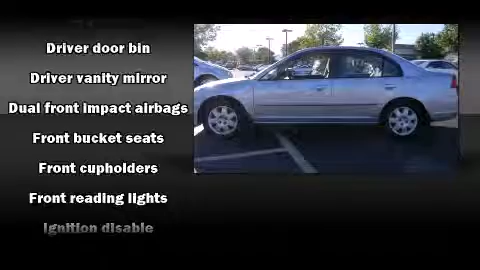 Driver door bin
Driver vanity mirror
Dual front impact airbags
Front bucket seats
Front cupholders
Front reading lights
Ignition disable